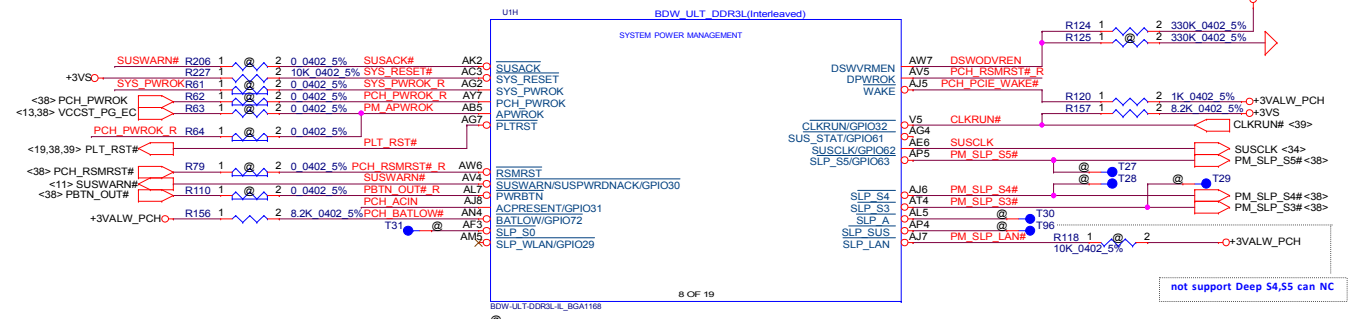 U1H
BDW_ULT_DDR3L(Interleaved)
SYSTEM POWER MANAGEMENT
SUSWARN# R206 1 @ 2 0_0402_5% SUSACK# AK2 SUSACK
+3VS R227 1 2 10K_0402_5% SYS_RESET# AC3 SYS_RESET
SYS_PWROK R61 1 @ 2 0_0402_5% SYS_PWROK_R AG2 SYS_PWROK
<38> PCH_PWROK R62 1 @ 2 0_0402_5% PCH_PWROK_R AY7 PCH_PWROK
<13,38> VCCST_PG_EC R63 1 @ 2 0_0402_5% PM_APWROK AB5 APWROK
AG7 PLTRST
PCH_PWROK_R R64 1 @ 2 0_0402_5%
<19,38,39> PLT_RST# PLT_RST#
<38> PCH_RSMRST# R79 1 @ 2 0_0402_5% PCH_RSMRST#_R AW6 RSMRST
<11> SUSWARN# SUSWARN# AV4 SUSWARN/SUSPWRDNACK/GPIO30
<38> PBTN_OUT# R110 1 @ 2 0_0402_5% PBTN_OUT#_R AL7 PWRBTN
PCH_ACIN AJ8 ACPRESENT/GPIO31
+3VALW_PCH R156 1 2 8.2K_0402_5% PCH_BATLOW# AN4 BATLOW/GPIO72
T31 @ AF3 SLP_S0
AM5 SLP_WLAN/GPIO29
R124 1 2 330K_0402_5%
R125 1 @ 2 330K_0402_5%
DSWVRMEN AW7 DSWODVREN
DPWROK AV5 PCH_RSMRST#_R
WAKE AJ5 PCH_PCIE_WAKE#
R120 1 2 1K_0402_5% +3VALW_PCH
R157 1 2 8.2K_0402_5% +3VS
CLKRUN/GPIO32 V5 CLKRUN# CLKRUN# <39>
SUS_STAT/GPIO61 AG4
SUSCLK/GPIO62 AE6 SUSCLK SUSCLK <34>
SLP_S5/GPIO63 AP5 PM_SLP_S5# PM_SLP_S5# <38>
@ T27
@ T28 @ T29
SLP_S4 AJ6 PM_SLP_S4# PM_SLP_S4# <38>
SLP_S3 AT4 PM_SLP_S3# PM_SLP_S3# <38>
SLP_A AL5 @ T30
SLP_SUS AP4 @ T96
SLP_LAN AJ7 PM_SLP_LAN# R118 1 @ 2 +3VALW_PCH
10K_0402_5%
not support Deep S4,S5 can NC
8 OF 19
BDW-ULT-DDR3L-IL_BGA1168
@